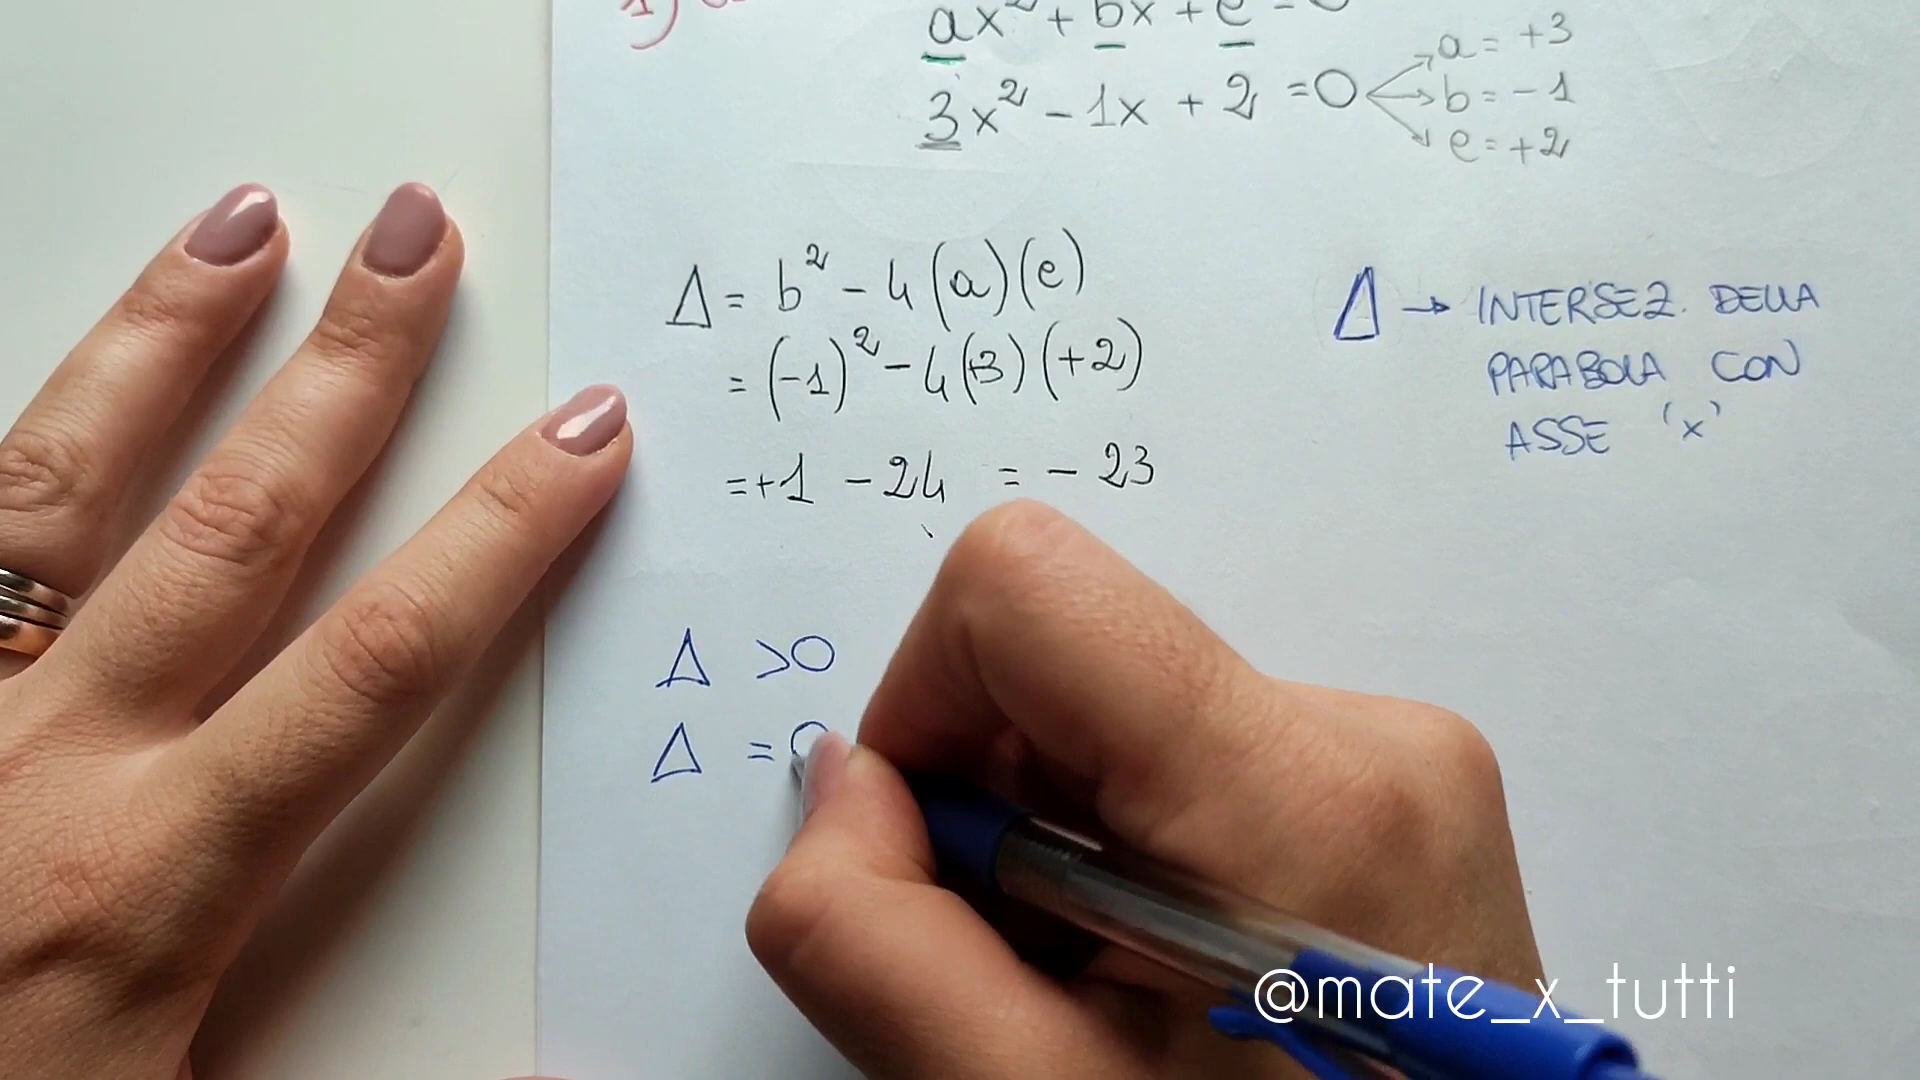 1)
ax² + bx + c = 0
3x² - 1x + 2 = 0
a = +3
b = -1
c = +2
Δ = b² - 4(a)(c)
= (-1)² - 4(+3)(+2)
= +1 - 24 = - 23
Δ → INTERSEZ. DELLA
PARABOLA CON
ASSE 'x'
Δ >0
Δ =0
@mate_x_tutti